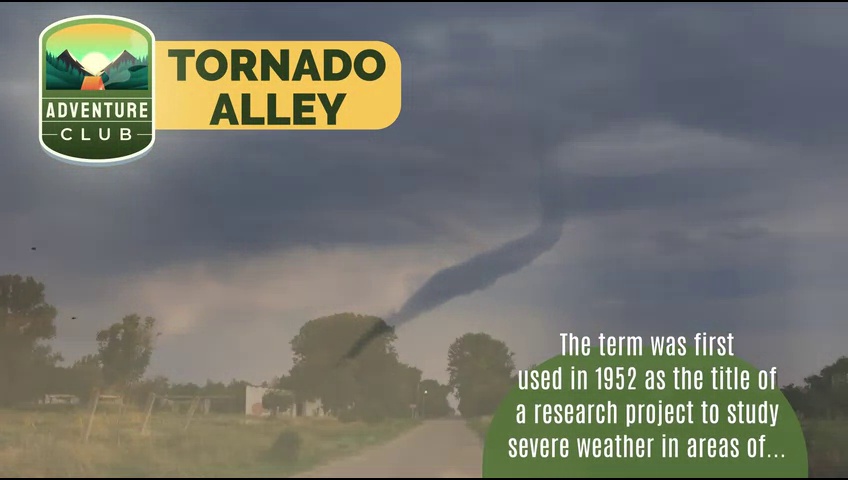 ADVENTURE
CLUB
TORNADO
ALLEY
The term was first
used in 1952 as the title of
a research project to study
severe weather in areas of...